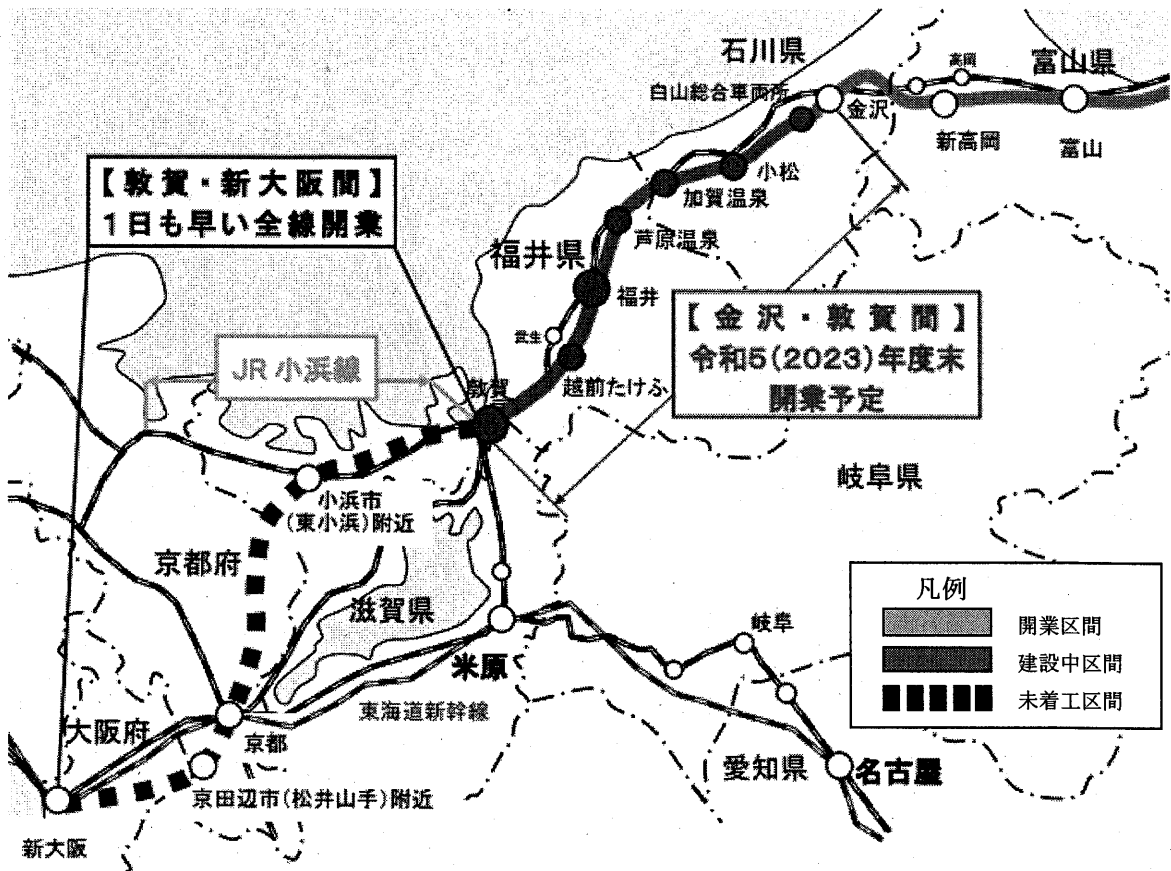 石川県
高岡
富山県
白山総合車両所
金沢
新高岡
富山
小松
加賀温泉
【敦賀・新大阪間】
1日も早い全線開業
芦原温泉
福井県
福井
【金沢・敦賀間】
令和5(2023)年度末
開業予定
武生
JR小浜線
敦賀
越前たけふ
岐阜県
小浜市
(東小浜)附近
京都府
滋賀県
凡例
開業区間
建設中区間
未着工区間
岐阜
米原
東海道新幹線
大阪府
京都
愛知県
名古屋
京田辺市(松井山手)附近
新大阪